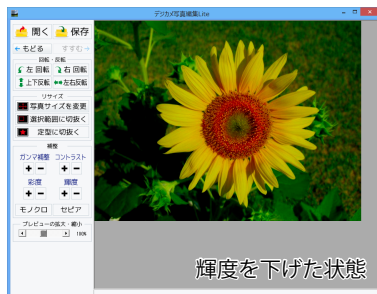 デジカメ写真編集Lite
開く 保存
←もどる すすむ→
回転・反転
左 回転 右 回転
上下反転 左右反転
リサイズ
写真サイズを変更
選択範囲に切抜く
定型に切抜く
補整
ガンマ補整 コントラスト
+ - + -
彩度 輝度
+ - + -
モノクロ セピア
プレビューの拡大・縮小
100%
輝度を下げた状態